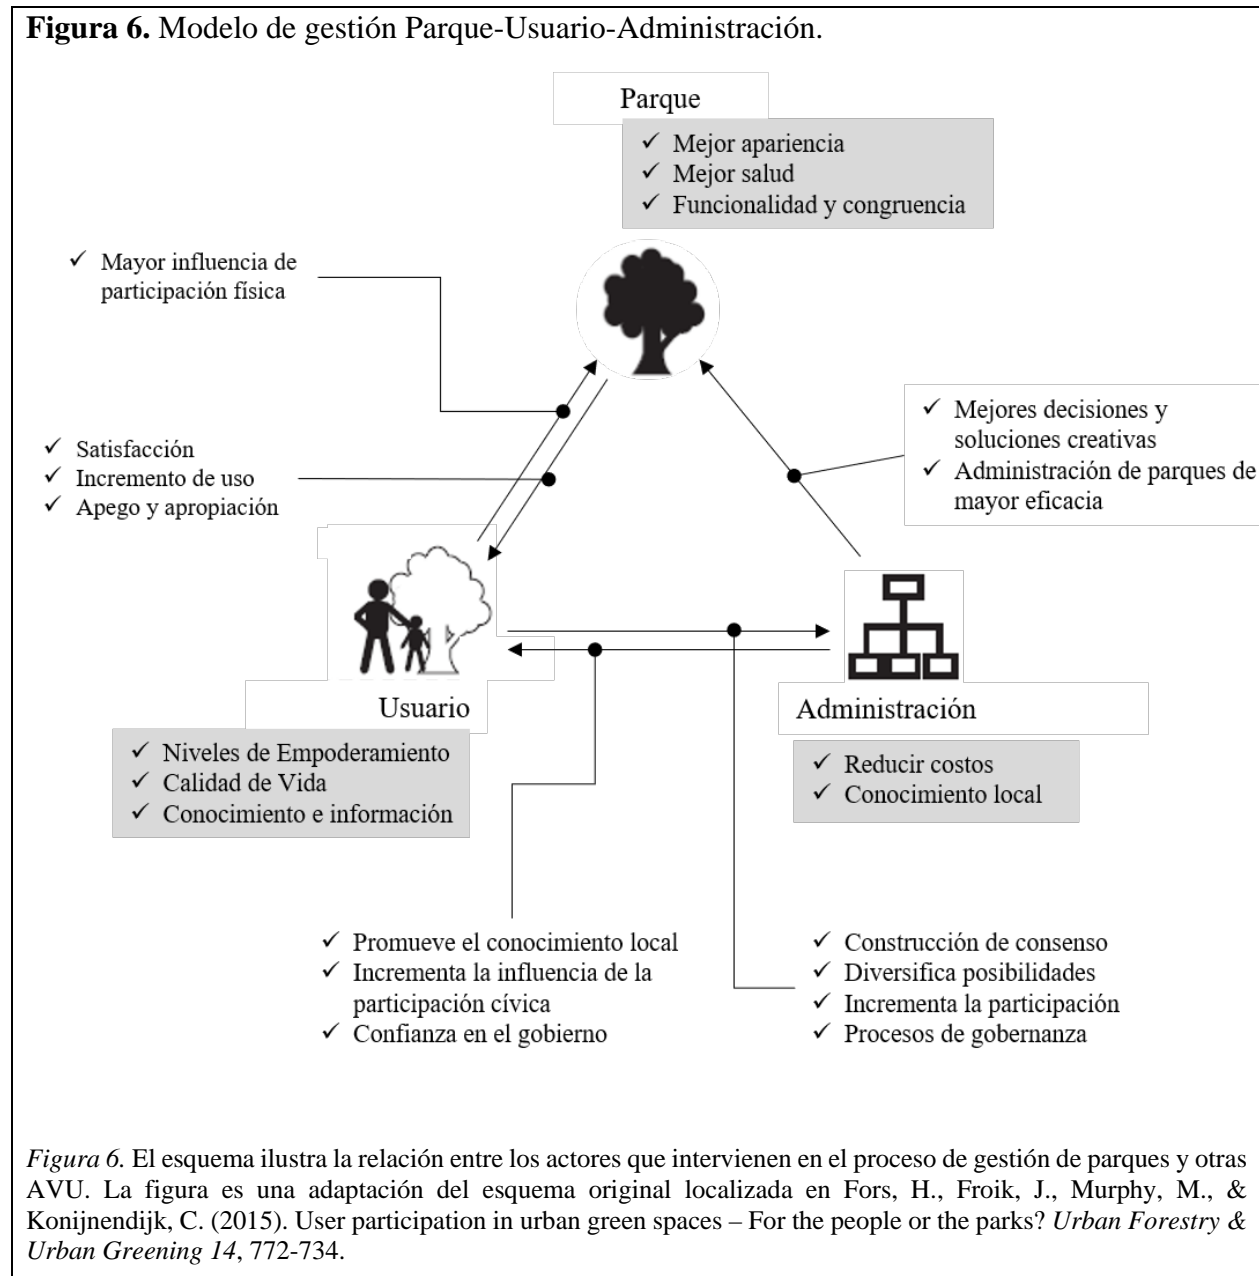 Figura 6. Modelo de gestión Parque-Usuario-Administración.
Parque
✓ Mejor apariencia
✓ Mejor salud
✓ Funcionalidad y congruencia
✓ Mayor influencia de
participación física
✓ Mejores decisiones y
soluciones creativas
✓ Administración de parques de
mayor eficacia
✓ Satisfacción
✓ Incremento de uso
✓ Apego y apropiación
Usuario
✓ Niveles de Empoderamiento
✓ Calidad de Vida
✓ Conocimiento e información
Administración
✓ Reducir costos
✓ Conocimiento local
✓ Promueve el conocimiento local
✓ Incrementa la influencia de la
participación cívica
✓ Confianza en el gobierno
✓ Construcción de consenso
✓ Diversifica posibilidades
✓ Incrementa la participación
✓ Procesos de gobernanza
Figura 6. El esquema ilustra la relación entre los actores que intervienen en el proceso de gestión de parques y otras
AVU. La figura es una adaptación del esquema original localizada en Fors, H., Froik, J., Murphy, M., &
Konijnendijk, C. (2015). User participation in urban green spaces – For the people or the parks? Urban Forestry &
Urban Greening 14, 772-734.